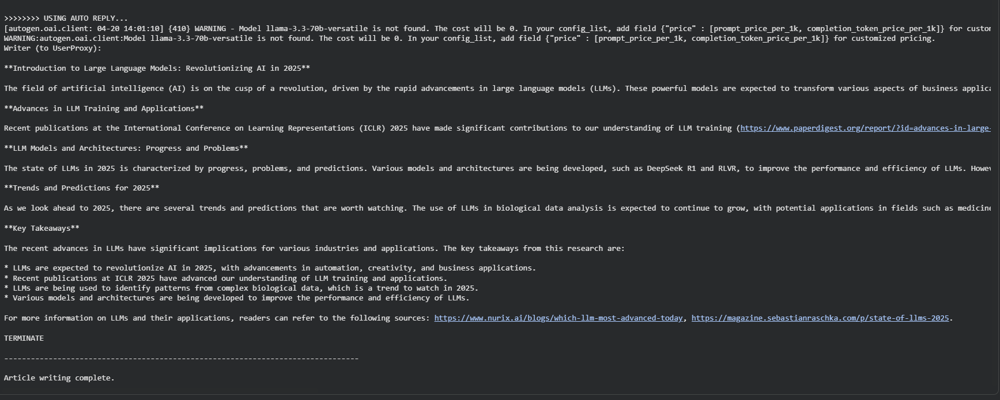 >>>>>>>> USING AUTO REPLY...
[autogen.oai.client: 04-20 14:01:10] {410} WARNING - Model llama-3.3-70b-versatile is not found. The cost will be 0. In your config_list, add field {"price" : [prompt_price_per_1k, completion_token_price_per_1k]} for custom
WARNING:autogen.oai.client:Model llama-3.3-70b-versatile is not found. The cost will be 0. In your config_list, add field {"price" : [prompt_price_per_1k, completion_token_price_per_1k]} for customized pricing.
Writer (to UserProxy):
**Introduction to Large Language Models: Revolutionizing AI in 2025**
The field of artificial intelligence (AI) is on the cusp of a revolution, driven by the rapid advancements in large language models (LLMs). These powerful models are expected to transform various aspects of business applica
**Advances in LLM Training and Applications**
Recent publications at the International Conference on Learning Representations (ICLR) 2025 have made significant contributions to our understanding of LLM training (https://www.paperdigest.org/report/?id=advances-in-large-
**LLM Models and Architectures: Progress and Problems**
The state of LLMs in 2025 is characterized by progress, problems, and predictions. Various models and architectures are being developed, such as DeepSeek R1 and RLVR, to improve the performance and efficiency of LLMs. Howev
**Trends and Predictions for 2025**
As we look ahead to 2025, there are several trends and predictions that are worth watching. The use of LLMs in biological data analysis is expected to continue to grow, with potential applications in fields such as medicine
**Key Takeaways**
The recent advances in LLMs have significant implications for various industries and applications. The key takeaways from this research are:
* LLMs are expected to revolutionize AI in 2025, with advancements in automation, creativity, and business applications.
* Recent publications at ICLR 2025 have advanced our understanding of LLM training and applications.
* LLMs are being used to identify patterns from complex biological data, which is a trend to watch in 2025.
* Various models and architectures are being developed to improve the performance and efficiency of LLMs.
For more information on LLMs and their applications, readers can refer to the following sources: https://www.nurix.ai/blogs/which-llm-most-advanced-today, https://magazine.sebastianraschka.com/p/state-of-llms-2025.
TERMINATE
--------------------------------------------------------------------------------
Article writing complete.